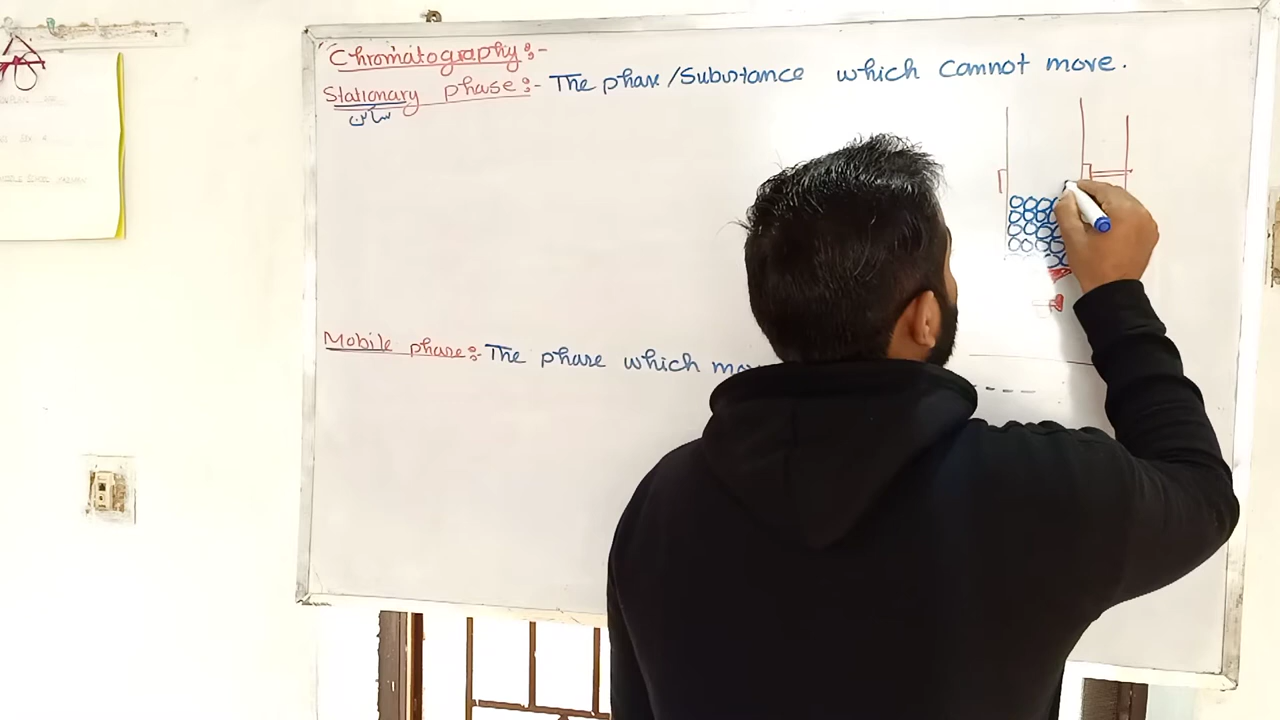 Chromatography:-
Stationary phase:- The phase/Substance which cannot move.
ساکن
Mobile phase:- The phase which